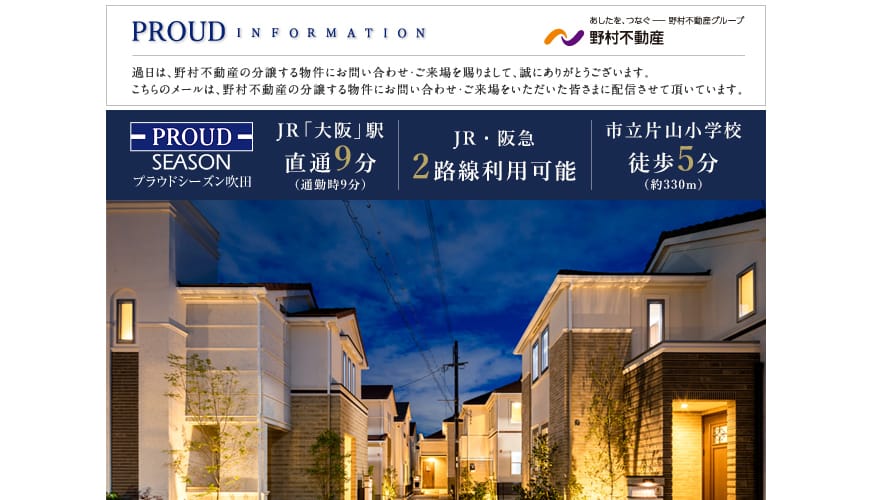 PROUD INFORMATION
あしたを、つなぐ── 野村不動産グループ
野村不動産
過日は、野村不動産の分譲する物件にお問い合わせ・ご来場を賜りまして、誠にありがとうございます。
こちらのメールは、野村不動産の分譲する物件にお問い合わせ・ご来場をいただいた皆さまに配信させて頂いています。
PROUD
SEASON
プラウドシーズン吹田
JR「大阪」駅
直通9分
(通勤時9分)
JR・阪急
2路線利用可能
市立片山小学校
徒歩5分
(約330m)